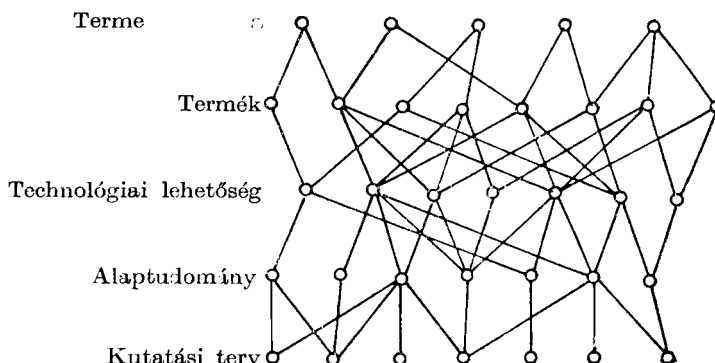 Terme
Termék
Technológiai lehetőség
Alaptudomány
Kutatási terv